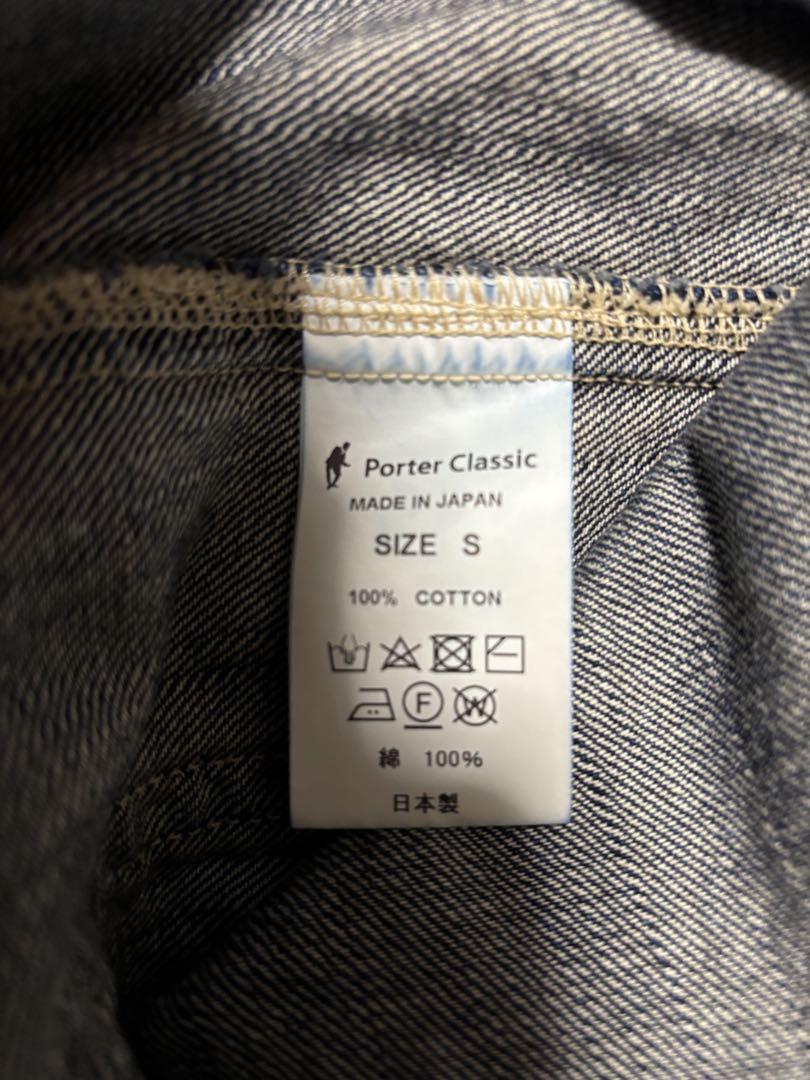 Porter Classic
MADE IN JAPAN
SIZE S
100% COTTON
F W
綿 100%
日本製